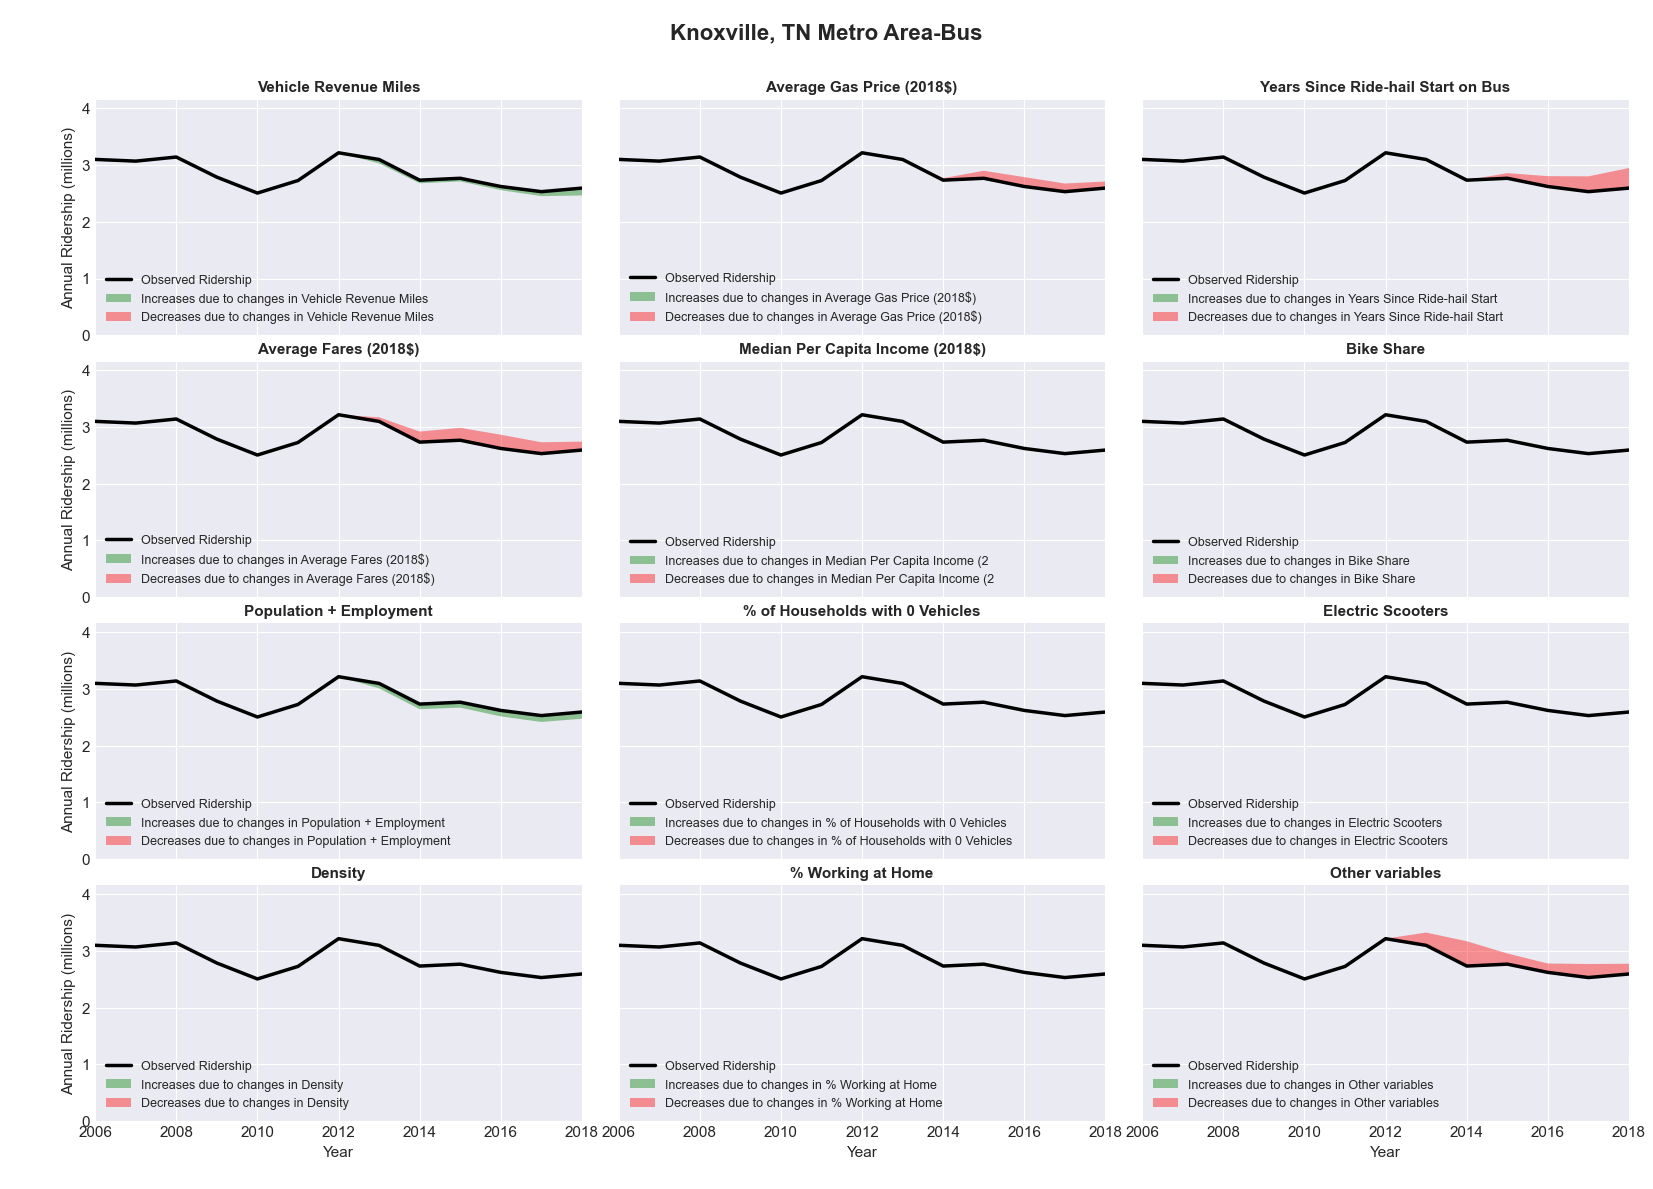 Knoxville, TN Metro Area-Bus
Vehicle Revenue Miles
Annual Ridership (millions)
4
3
2
1
0
Observed Ridership
Increases due to changes in Vehicle Revenue Miles
Decreases due to changes in Vehicle Revenue Miles
Average Gas Price (2018$)
Observed Ridership
Increases due to changes in Average Gas Price (2018$)
Decreases due to changes in Average Gas Price (2018$)
Years Since Ride-hail Start on Bus
Observed Ridership
Increases due to changes in Years Since Ride-hail Start
Decreases due to changes in Years Since Ride-hail Start
Average Fares (2018$)
Annual Ridership (millions)
4
3
2
1
0
Observed Ridership
Increases due to changes in Average Fares (2018$)
Decreases due to changes in Average Fares (2018$)
Median Per Capita Income (2018$)
Observed Ridership
Increases due to changes in Median Per Capita Income (2
Decreases due to changes in Median Per Capita Income (2
Bike Share
Observed Ridership
Increases due to changes in Bike Share
Decreases due to changes in Bike Share
Population + Employment
Annual Ridership (millions)
4
3
2
1
0
Observed Ridership
Increases due to changes in Population + Employment
Decreases due to changes in Population + Employment
% of Households with 0 Vehicles
Observed Ridership
Increases due to changes in % of Households with 0 Vehicles
Decreases due to changes in % of Households with 0 Vehicles
Electric Scooters
Observed Ridership
Increases due to changes in Electric Scooters
Decreases due to changes in Electric Scooters
Density
Annual Ridership (millions)
4
3
2
1
0
Observed Ridership
Increases due to changes in Density
Decreases due to changes in Density
2006 2008 2010 2012 2014 2016 2018
Year
% Working at Home
Observed Ridership
Increases due to changes in % Working at Home
Decreases due to changes in % Working at Home
2006 2008 2010 2012 2014 2016 2018
Year
Other variables
Observed Ridership
Increases due to changes in Other variables
Decreases due to changes in Other variables
2006 2008 2010 2012 2014 2016 2018
Year